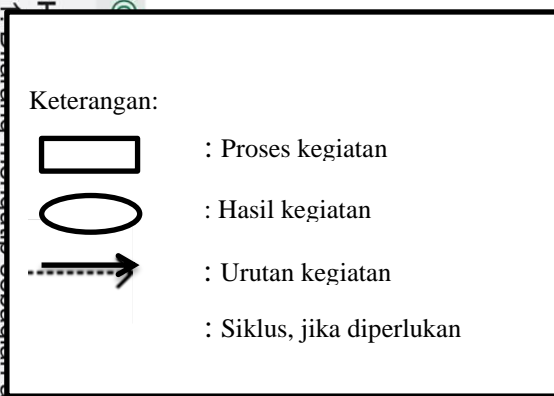 Keterangan:
: Proses kegiatan
: Hasil kegiatan
: Urutan kegiatan
: Siklus, jika diperlukan